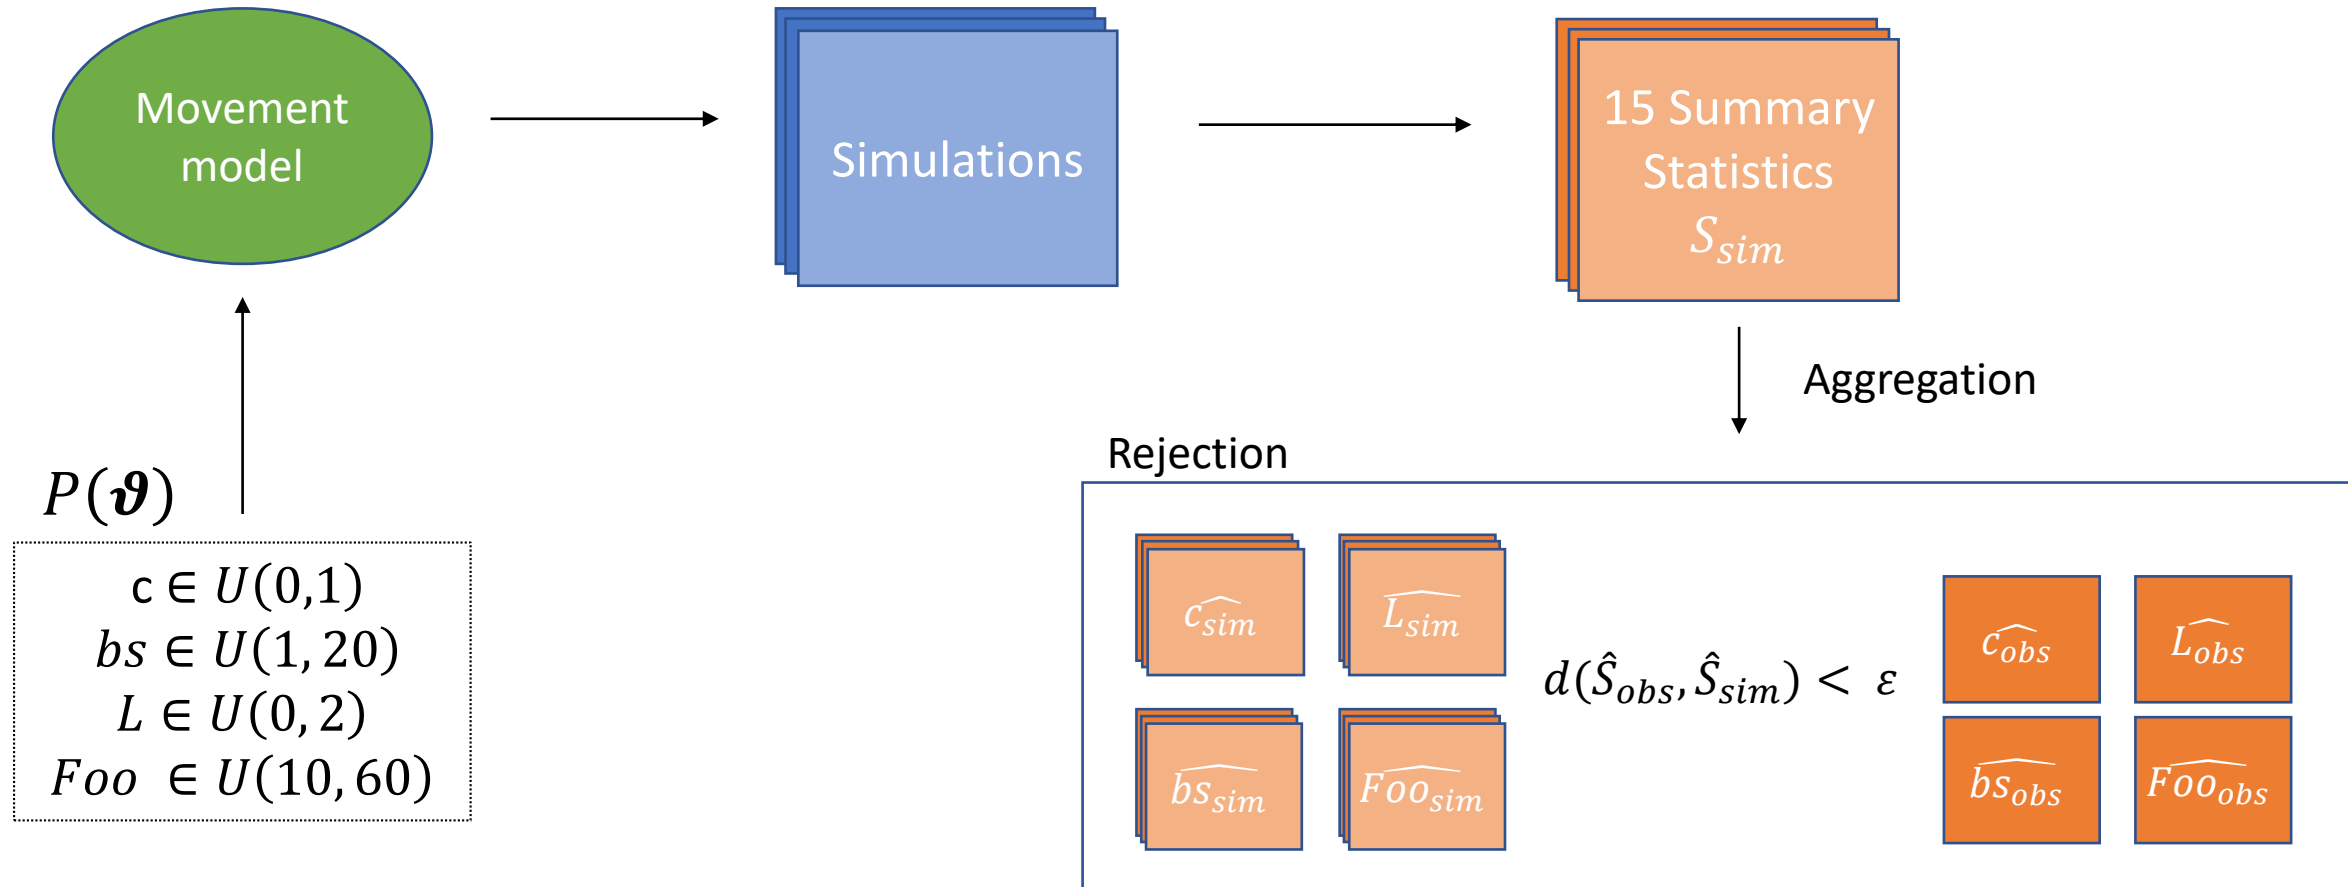 Movement
model
Simulations
15 Summary
Statistics
S_sim
Aggregation
P(𝝑)
c ∈ U(0,1)
bs ∈ U(1, 20)
L ∈ U(0, 2)
Foo ∈ U(10, 60)
Rejection
ĉ_sim
L̂_sim
b̂s_sim
F̂oo_sim
d(Ŝ_obs, Ŝ_sim) < ε
ĉ_obs
L̂_obs
b̂s_obs
F̂oo_obs